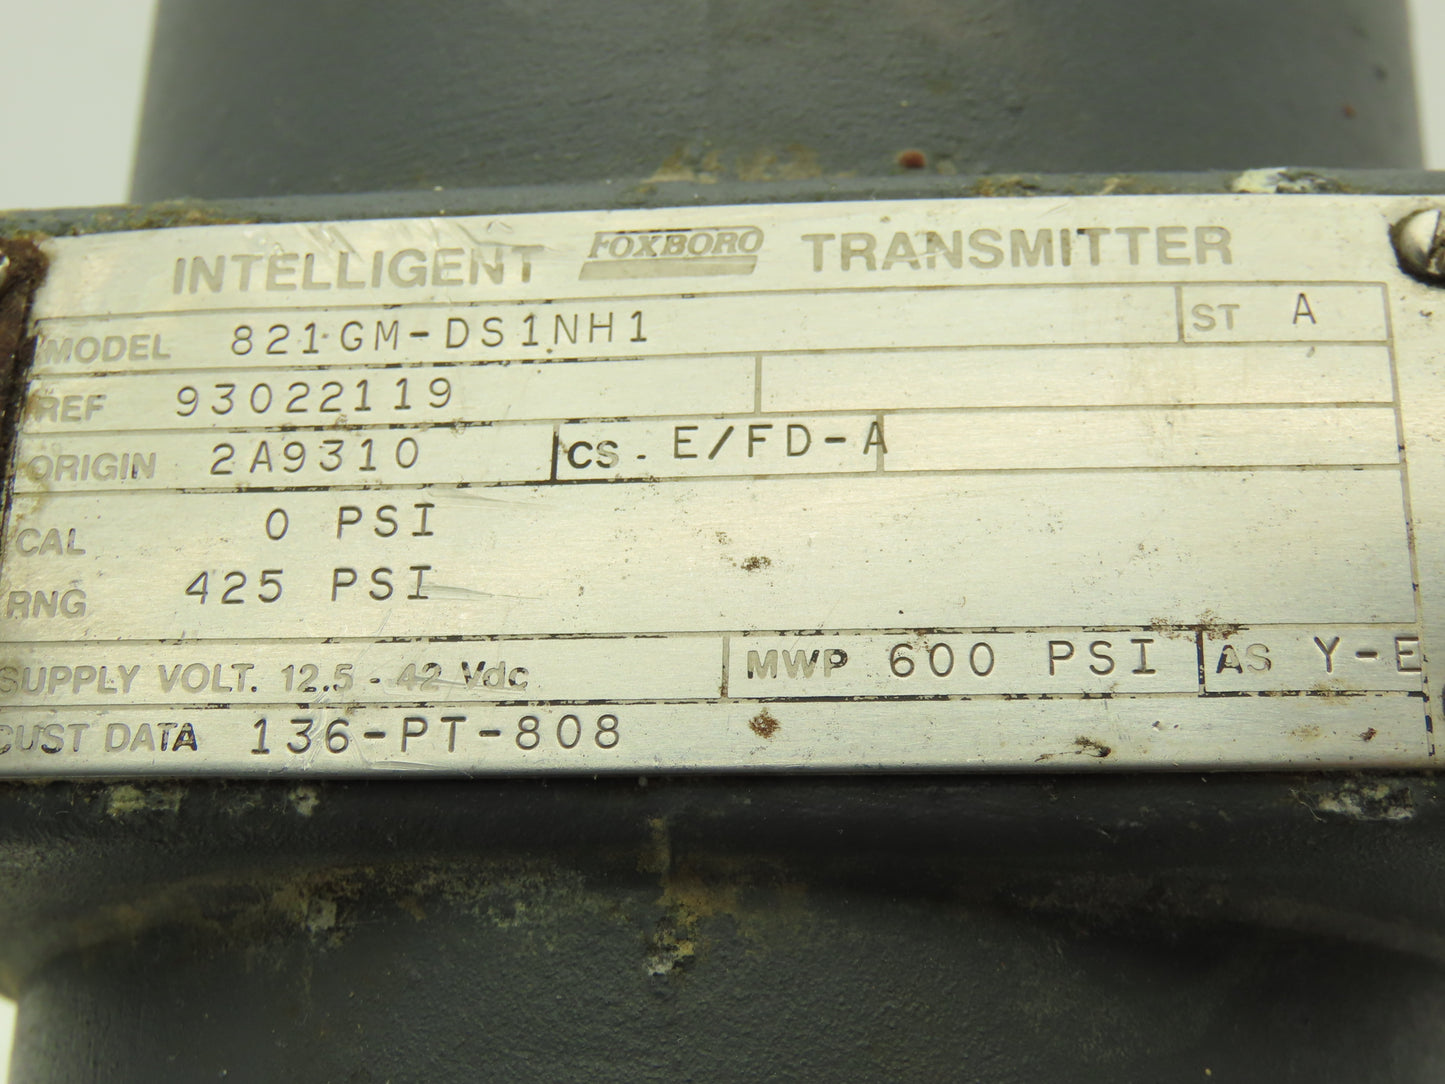 INTELLIGENT FOXBORO TRANSMITTER
MODEL 821GM-DS1NH1 ST A
REF 93022119
ORIGIN 2A9310 CS. E/FD-A
CAL 0 PSI
RNG 425 PSI
SUPPLY VOLT. 12.5 - 42 Vdc MWP 600 PSI AS Y-E
CUST DATA 136-PT-808